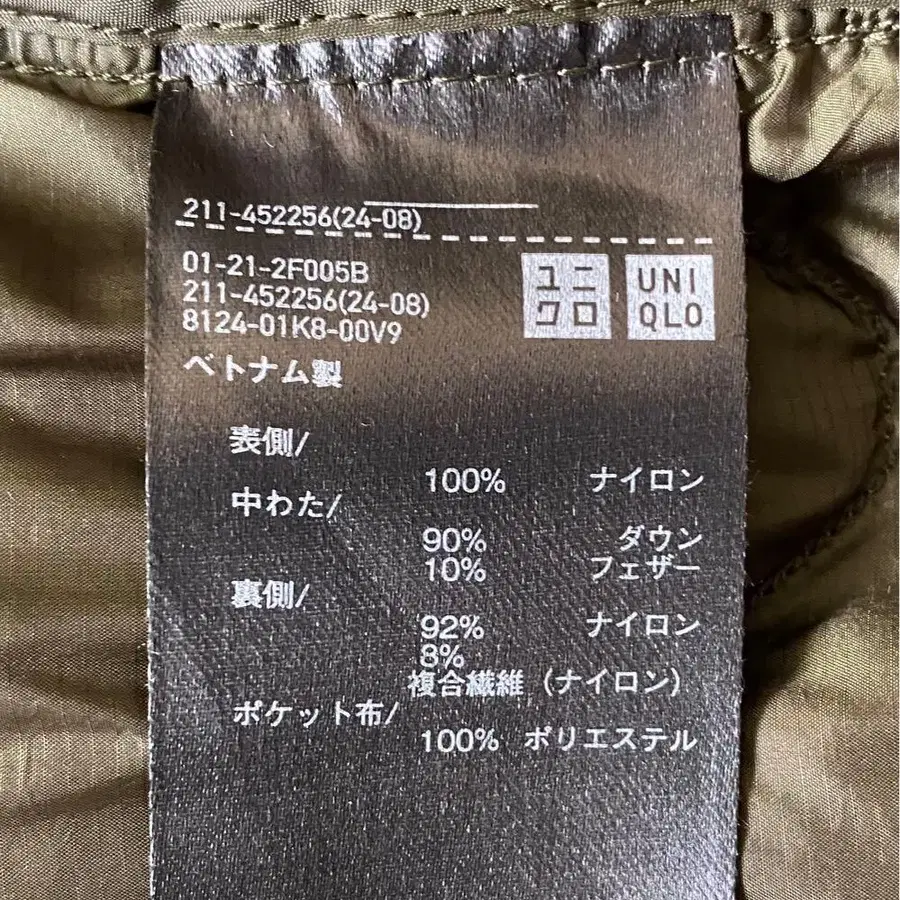 211-452256(24-08)
01-21-2F005B
211-452256(24-08)
8124-01K8-00V9
ユニ
クロ
UNI
QLO
ベトナム製
表側/
100% ナイロン
中わた/
90% ダウン
10% フェザー
裏側/
92% ナイロン
8%
複合繊維 (ナイロン)
ポケット布/
100% ポリエステル